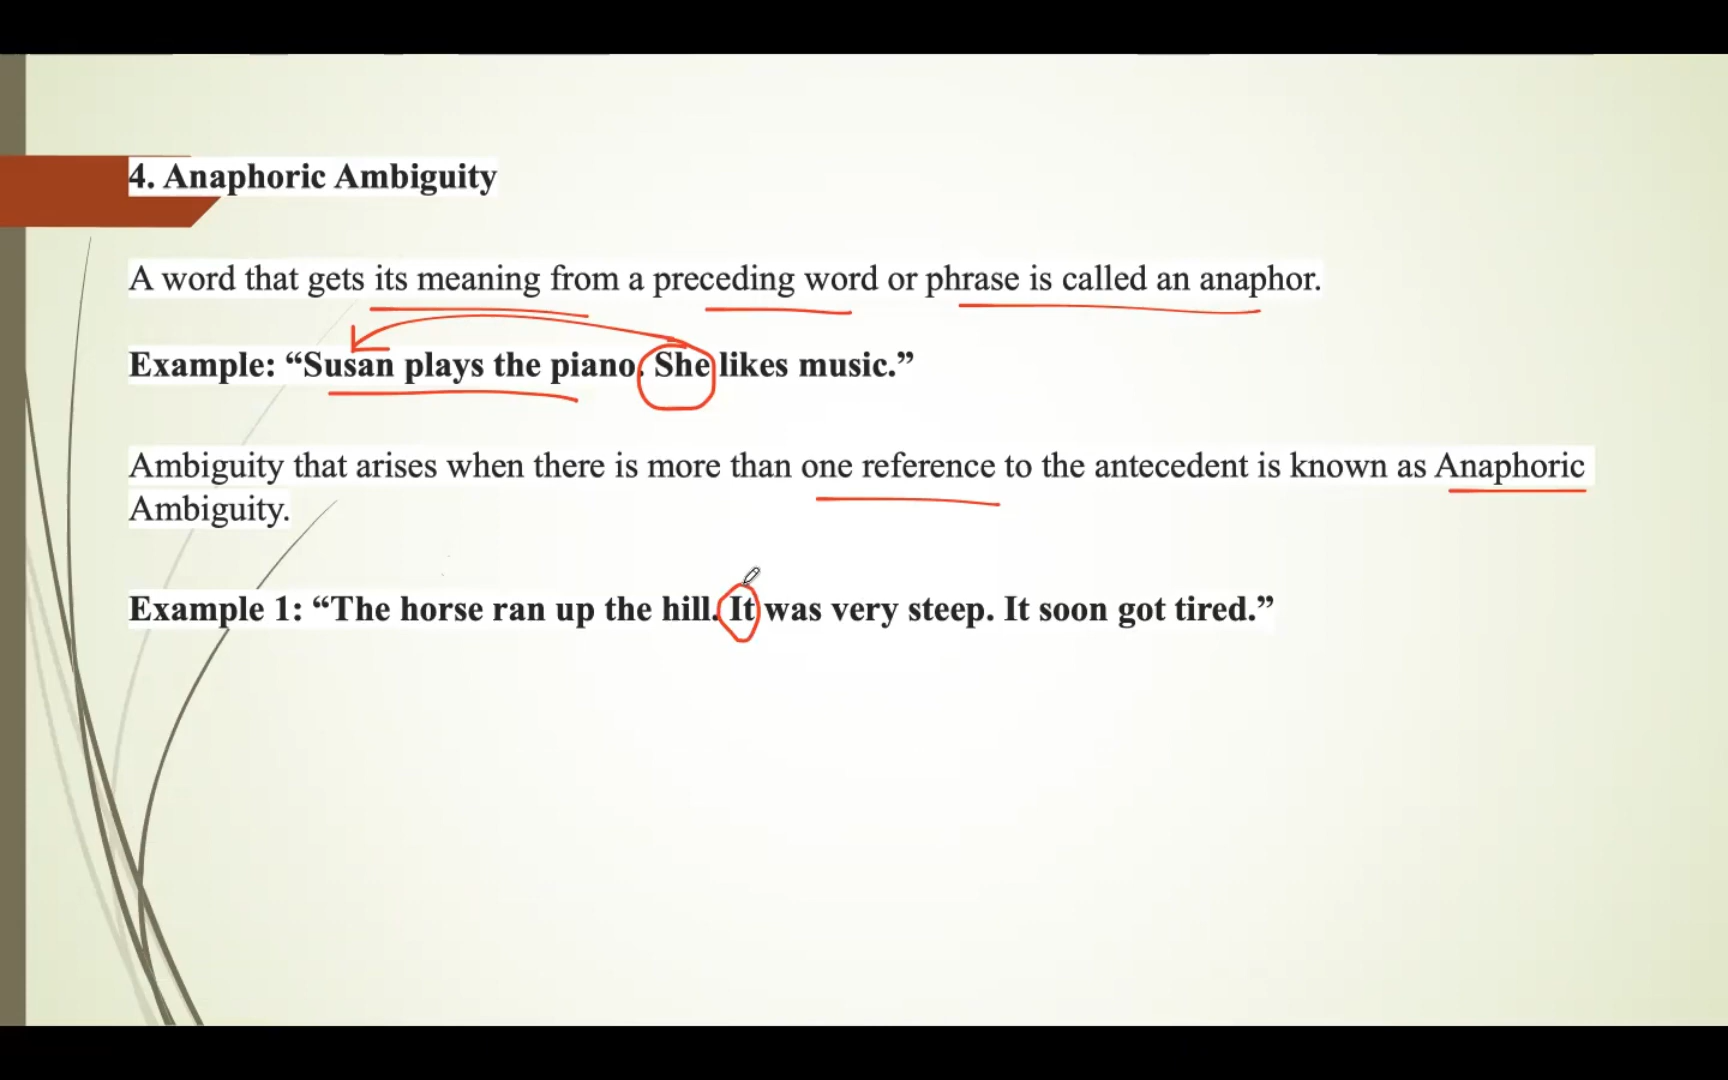 4. Anaphoric Ambiguity
A word that gets its meaning from a preceding word or phrase is called an anaphor.
Example: “Susan plays the piano. She likes music.”
Ambiguity that arises when there is more than one reference to the antecedent is known as Anaphoric
Ambiguity.
Example 1: “The horse ran up the hill. It was very steep. It soon got tired.”